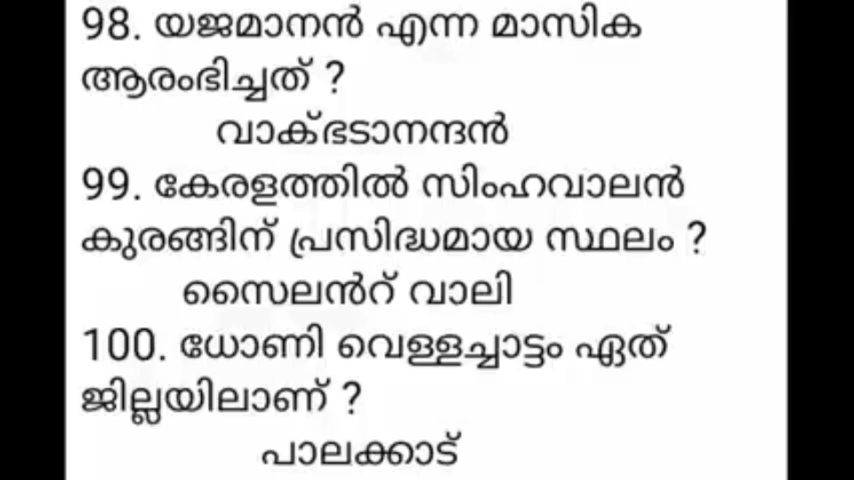 98. യജമാനൻ എന്ന മാസിക
ആരംഭിച്ചത് ?
വാക്ഭടാനന്ദൻ
99. കേരളത്തിൽ സിംഹവാലൻ
കുരങ്ങിന് പ്രസിദ്ധമായ സ്ഥലം ?
സൈലൻറ് വാലി
100. ധോണി വെള്ളച്ചാട്ടം ഏത്
ജില്ലയിലാണ് ?
പാലക്കാട്